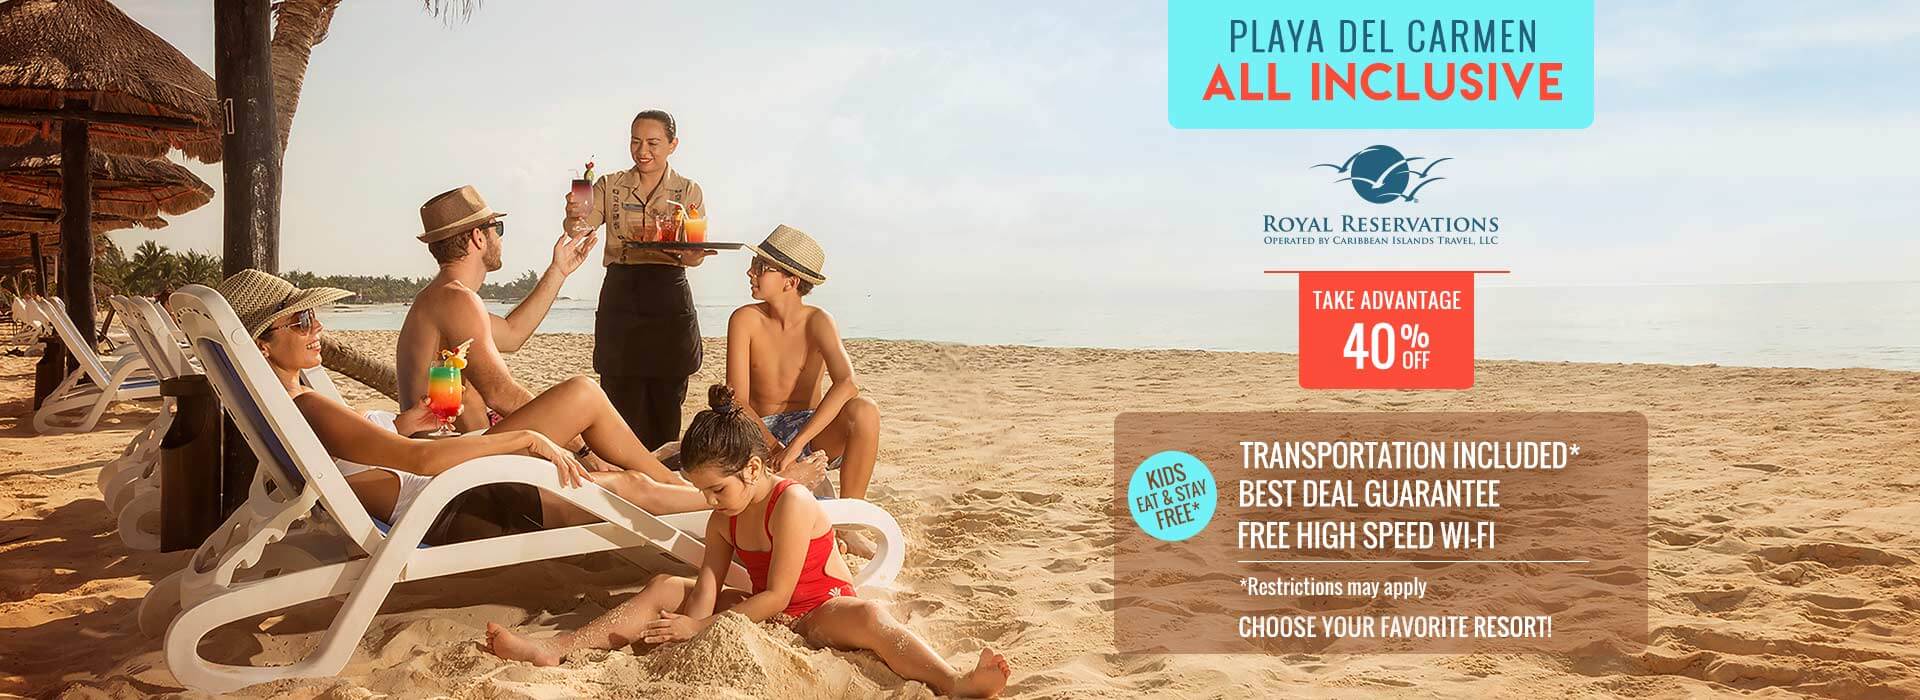 PLAYA DEL CARMEN
ALL INCLUSIVE
ROYAL RESERVATIONS
OPERATED BY CARIBBEAN ISLANDS TRAVEL, LLC
TAKE ADVANTAGE
40% OFF
KIDS
EAT & STAY
FREE*
TRANSPORTATION INCLUDED*
BEST DEAL GUARANTEE
FREE HIGH SPEED WI-FI
*Restrictions may apply
CHOOSE YOUR FAVORITE RESORT!